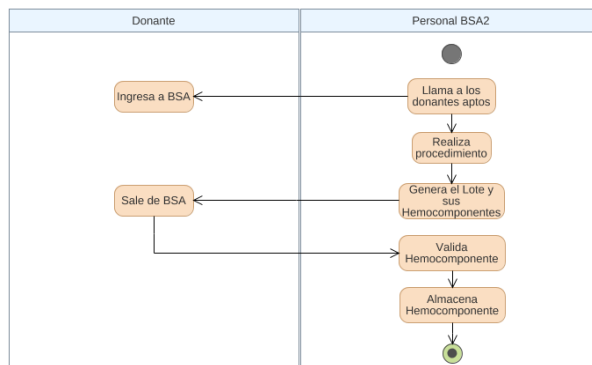 Donante
Personal BSA2
Ingresa a BSA
Llama a los
donantes aptos
Realiza
procedimiento
Sale de BSA
Genera el Lote y
sus
Hemocomponentes
Valida
Hemocomponente
Almacena
Hemocomponente